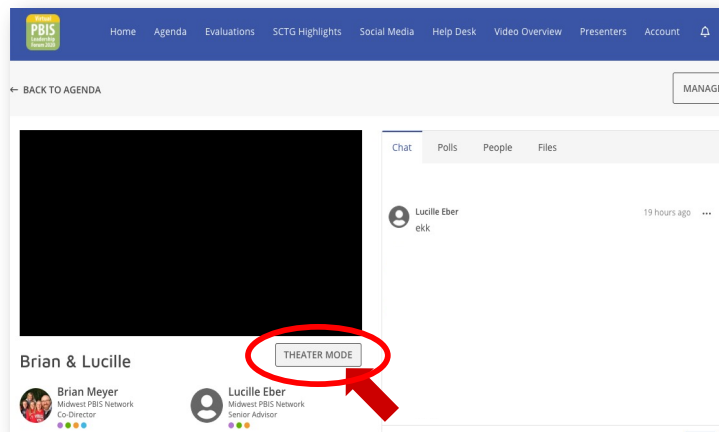 Virtual
PBIS
Leadership
Forum 2020
Home Agenda Evaluations SCTG Highlights Social Media Help Desk Video Overview Presenters Account
← BACK TO AGENDA
MANAGE
Chat Polls People Files
Lucille Eber 19 hours ago ...
ekk
THEATER MODE
Brian & Lucille
Brian Meyer
Midwest PBIS Network
Co-Director
Lucille Eber
Midwest PBIS Network
Senior Advisor